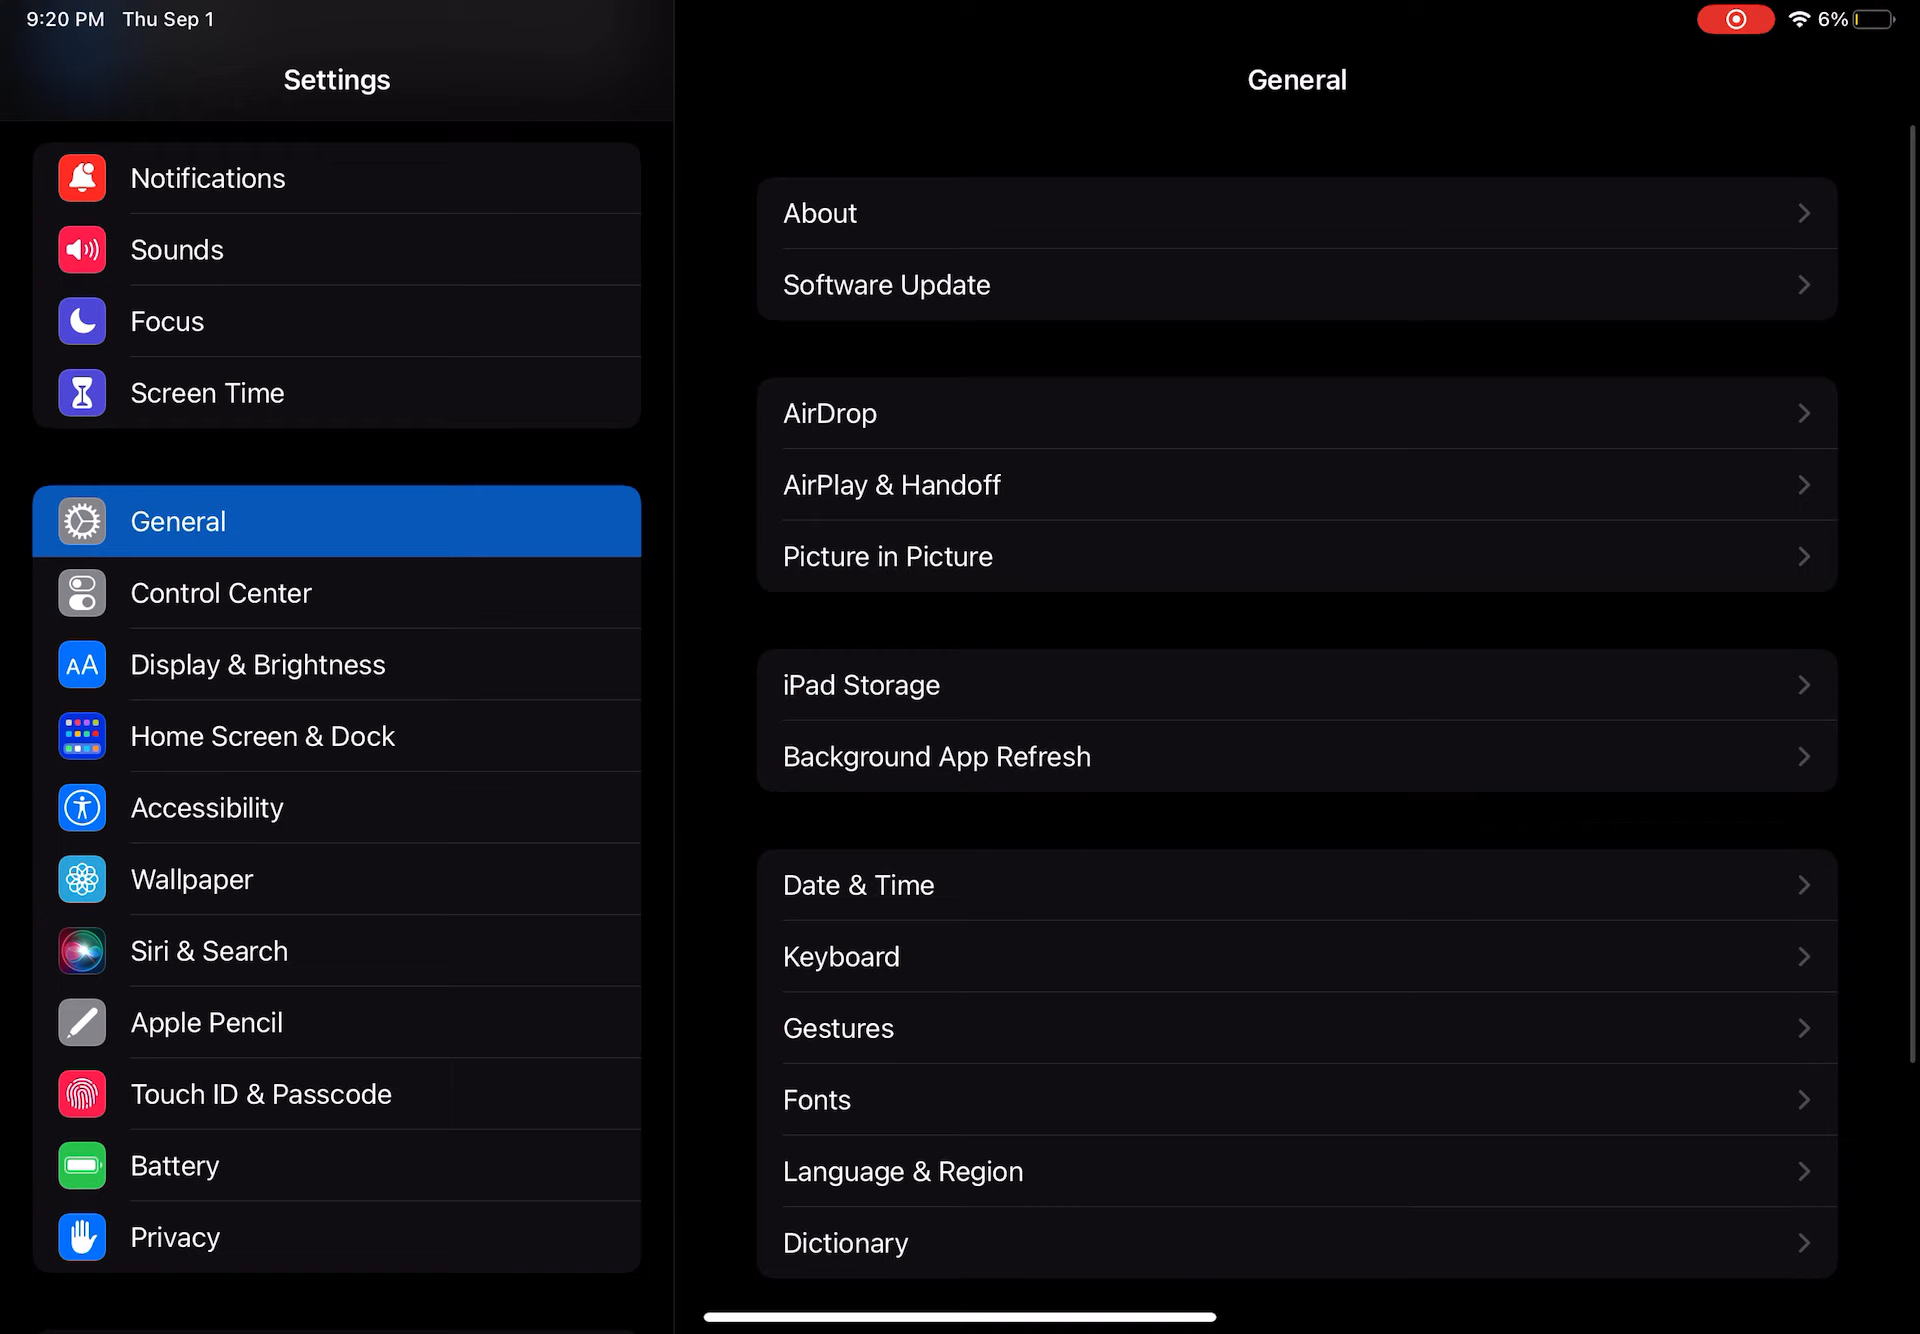 9:20 PM Thu Sep 1
6%
Settings
Notifications
Sounds
Focus
Screen Time
General
Control Center
AA Display & Brightness
Home Screen & Dock
Accessibility
Wallpaper
Siri & Search
Apple Pencil
Touch ID & Passcode
Battery
Privacy
General
About
Software Update
AirDrop
AirPlay & Handoff
Picture in Picture
iPad Storage
Background App Refresh
Date & Time
Keyboard
Gestures
Fonts
Language & Region
Dictionary